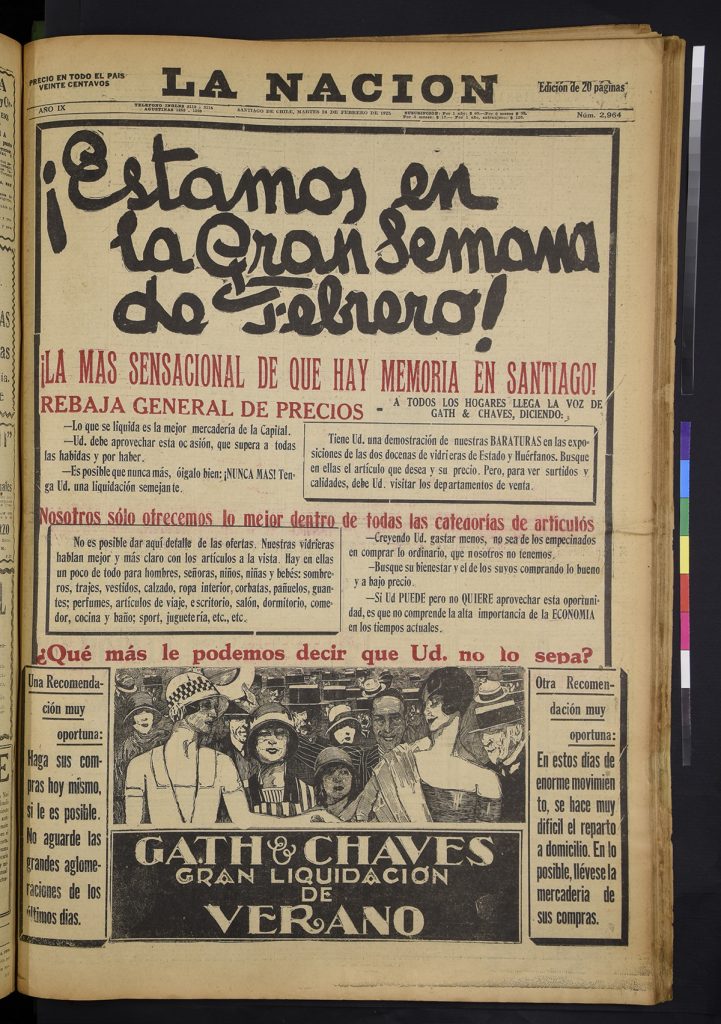 PRECIO EN TODO EL PAIS
VEINTE CENTAVOS
LA NACION
Edición de 20 páginas
AÑO IX
SANTIAGO DE CHILE, MARTES DE FEBRERO DE 1925
Núm. 2,964
¡Estamos en
la Gran Semana
de Febrero!
¡LA MAS SENSACIONAL DE QUE HAY MEMORIA EN SANTIAGO!
REBAJA GENERAL DE PRECIOS -
A TODOS LOS HOGARES LLEGA LA VOZ DE
GATH & CHAVES, DICIENDO:
—Lo que se liquida es la mejor mercadería de la Capital.
—Ud. debe aprovechar esta ocasión, que supera a todas
las habidas y por haber.
—Es posible que nunca más, óigalo bien: ¡NUNCA MAS! Ten-
ga Ud. una liquidación semejante.
Tiene Ud. una demostración de nuestras BARATURAS en las expo-
siciones de las dos docenas de vidrieras de Estado y Huérfanos. Busque
en ellas el artículo que desea y su precio. Pero, para ver surtidos y
calidades, debe Ud. visitar los departamentos de venta.
Nosotros sólo ofrecemos lo mejor dentro de todas las categorías de artículos
No es posible dar aquí detalle de las ofertas. Nuestras vidrieras
hablan mejor y más claro con los artículos a la vista. Hay en ellas
un poco de todo para hombres, señoras, niños, niñas y bebés: sombre-
ros, trajes, vestidos, calzado, ropa interior, corbatas, pañuelos, guan-
tes; perfumes, artículos de viaje, escritorio, salón, dormitorio, come-
dor, cocina y baño; sport, juguetería, etc., etc.
—Creyendo Ud. gastar menos, no sea de los empecinados
en comprar lo ordinario, que nosotros no tenemos.
—Busque su bienestar y el de los suyos comprando lo bueno
y a bajo precio.
—Si Ud PUEDE pero no QUIERE aprovechar esta oportuni-
dad, es que no comprende la alta importancia de la ECONOMIA
en los tiempos actuales.
¿Qué más le podemos decir que Ud. no lo sepa?
Una Recomenda-
ción muy
oportuna:
Haga sus com-
pras hoy mismo,
si le es posible.
No aguarde las
grandes aglome-
raciones de los
últimos días.
GATH & CHAVES
GRAN LIQUIDACIÓN
DE
VERANO
Otra Recomen-
dación muy
oportuna:
En estos días de
enorme movimien
to, se hace muy
difícil el reparto
a domicilio. En lo
posible, llévese la
mercadería de
sus compras.